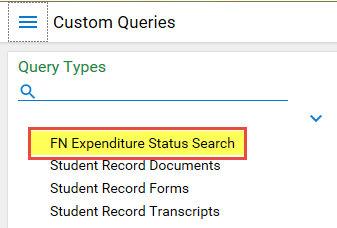 Custom Queries
Query Types
FN Expenditure Status Search
Student Record Documents
Student Record Forms
Student Record Transcripts